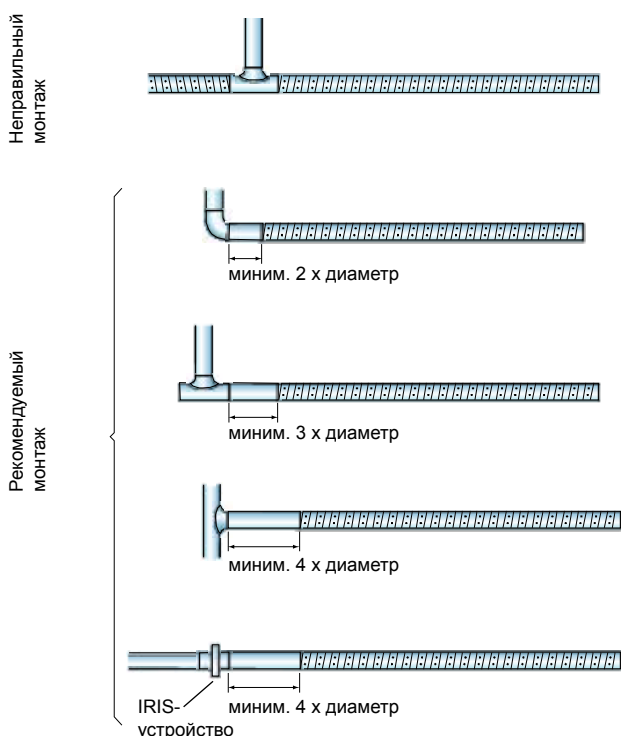 Неправильный
монтаж
миним. 2 x диаметр
Рекомендуемый
монтаж
миним. 3 x диаметр
миним. 4 x диаметр
IRIS-
устройство
миним. 4 x диаметр